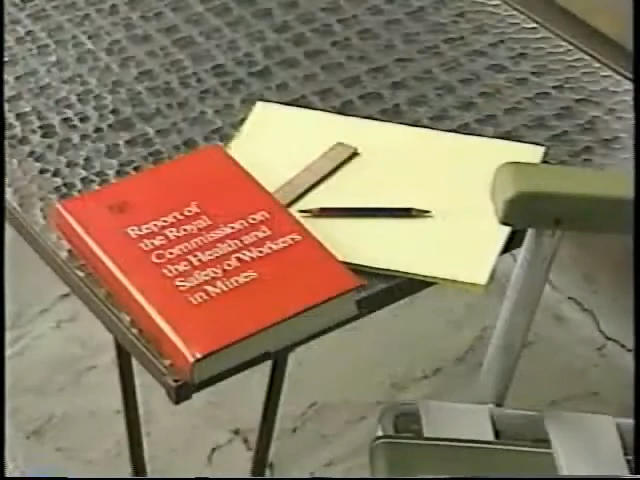 Report of
the Royal
Commission on
the Health and
Safety of Workers
in Mines